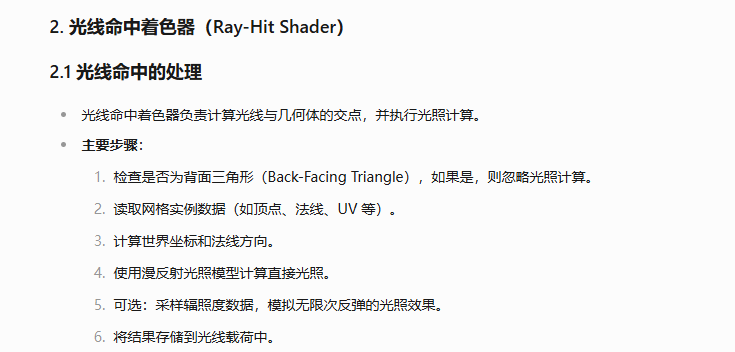 2. 光线命中着色器（Ray-Hit Shader）
2.1 光线命中的处理
• 光线命中着色器负责计算光线与几何体的交点，并执行光照计算。
• 主要步骤：
1. 检查是否为背面三角形（Back-Facing Triangle），如果是，则忽略光照计算。
2. 读取网格实例数据（如顶点、法线、UV 等）。
3. 计算世界坐标和法线方向。
4. 使用漫反射光照模型计算直接光照。
5. 可选：采样辐照度数据，模拟无限次反弹的光照效果。
6. 将结果存储到光线载荷中。